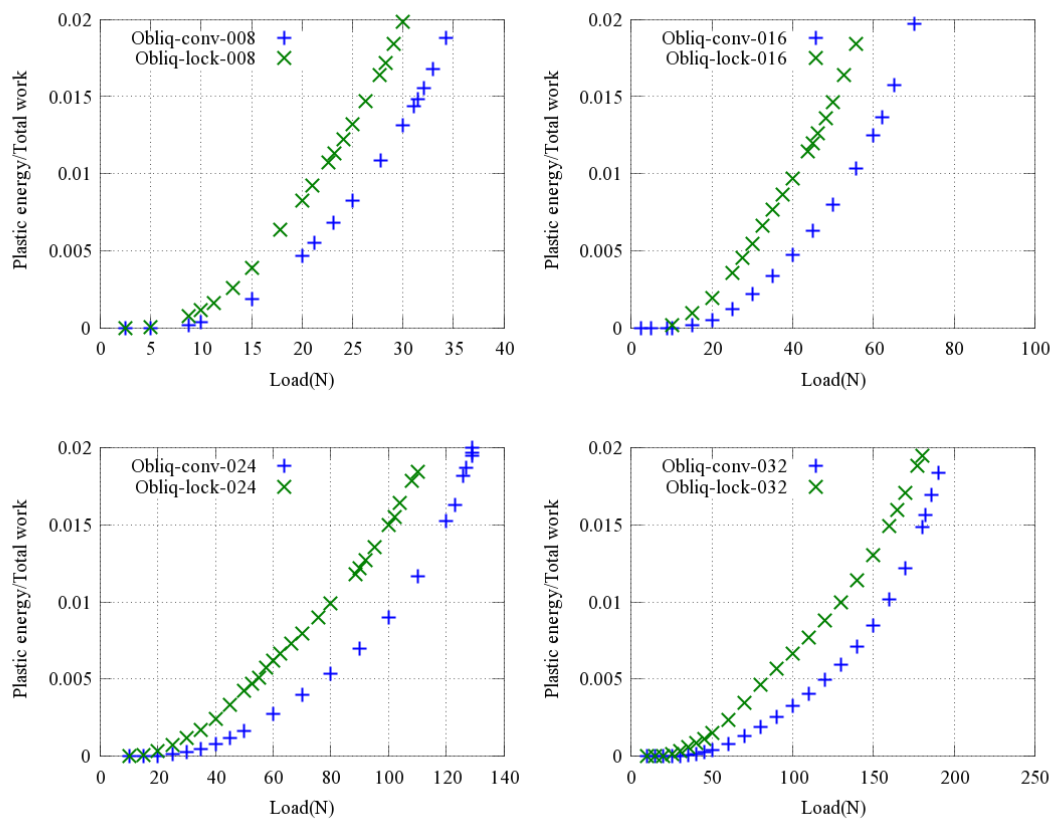 0.02
0.015
0.01
0.005
0
Plastic energy/Total work
Obliq-conv-008
Obliq-lock-008
0 5 10 15 20 25 30 35 40
Load(N)
0.02
0.015
0.01
0.005
0
Plastic energy/Total work
Obliq-conv-016
Obliq-lock-016
0 20 40 60 80 100
Load(N)
0.02
0.015
0.01
0.005
0
Plastic energy/Total work
Obliq-conv-024
Obliq-lock-024
0 20 40 60 80 100 120 140
Load(N)
0.02
0.015
0.01
0.005
0
Plastic energy/Total work
Obliq-conv-032
Obliq-lock-032
0 50 100 150 200 250
Load(N)